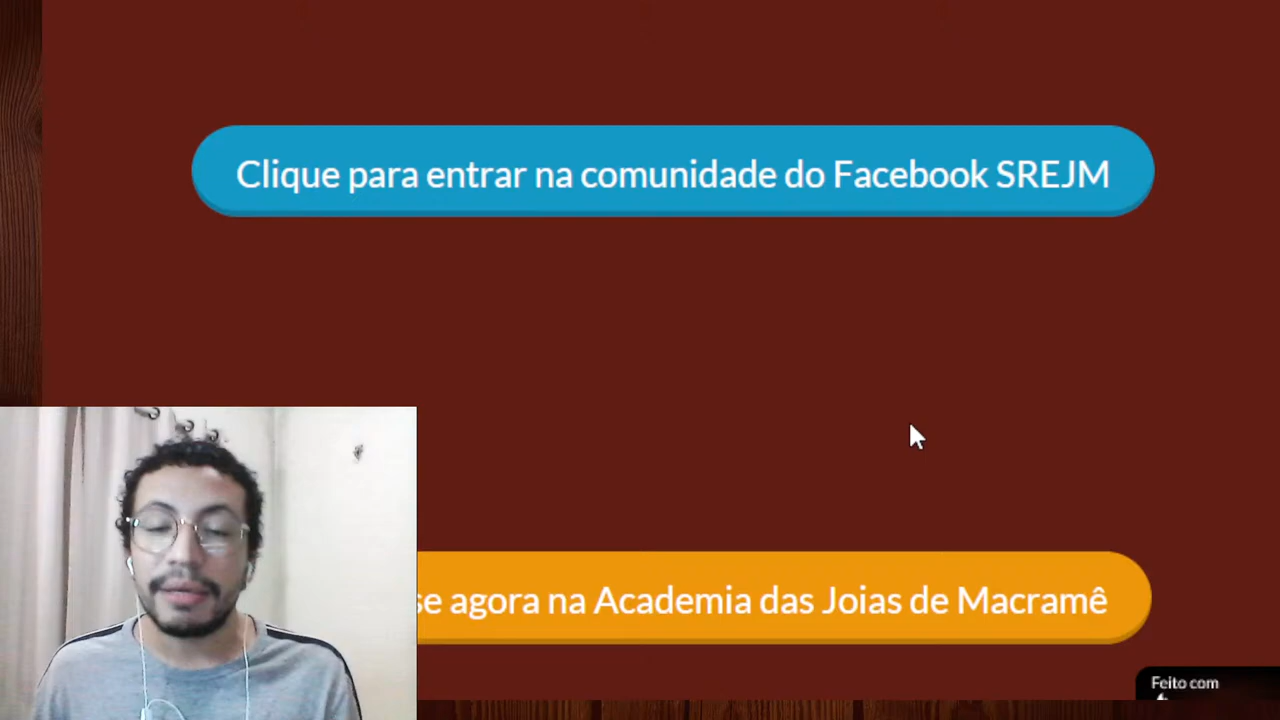 Clique para entrar na comunidade do Facebook SREJM
se agora na Academia das Joias de Macramê
Feito com